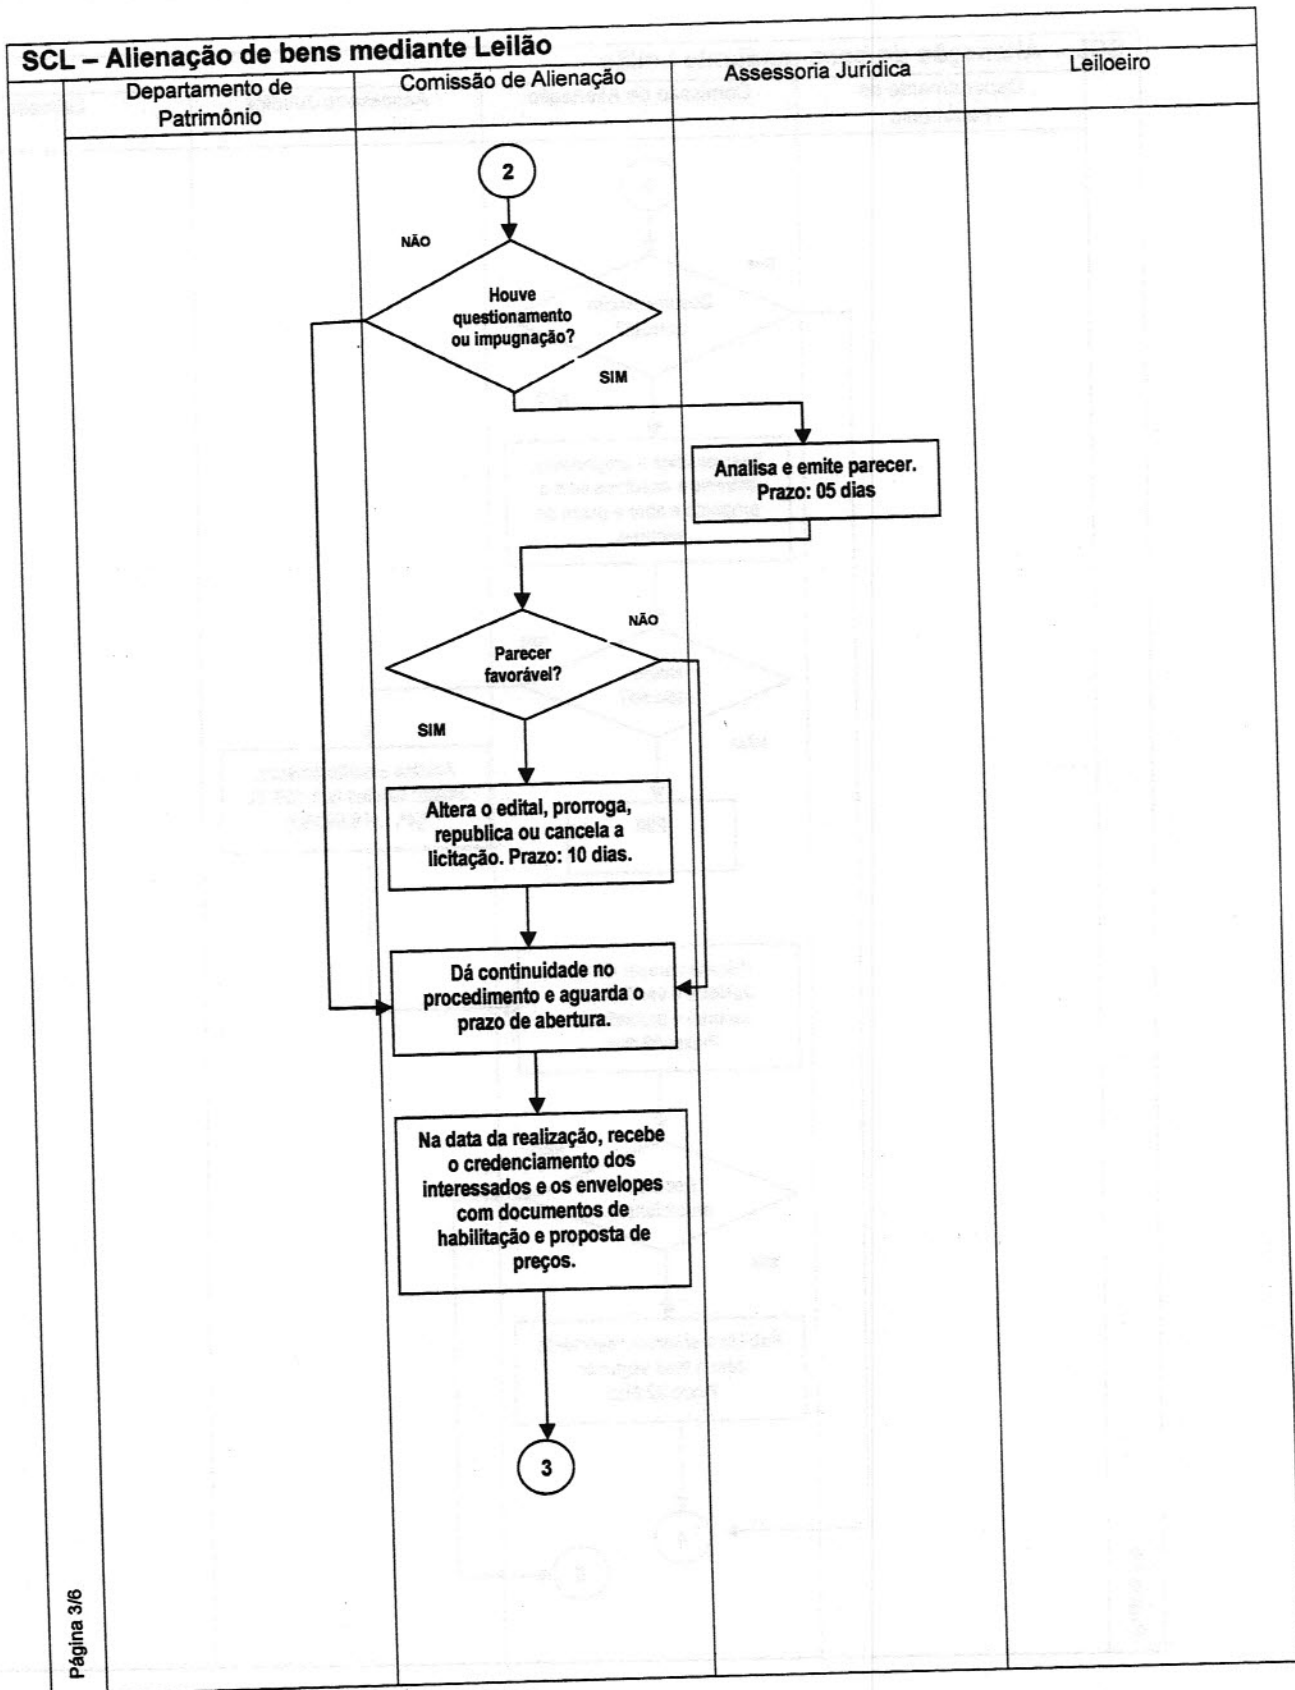 SCL – Alienação de bens mediante Leilão
Departamento de
Patrimônio
Comissão de Alienação
Assessoria Jurídica
Leiloeiro
2
NÃO
Houve
questionamento
ou impugnação?
SIM
Analisa e emite parecer.
Prazo: 05 dias
NÃO
Parecer
favorável?
SIM
Altera o edital, prorroga,
republica ou cancela a
licitação. Prazo: 10 dias.
Dá continuidade no
procedimento e aguarda o
prazo de abertura.
Na data da realização, recebe
o credenciamento dos
interessados e os envelopes
com documentos de
habilitação e proposta de
preços.
3
Página 3/6